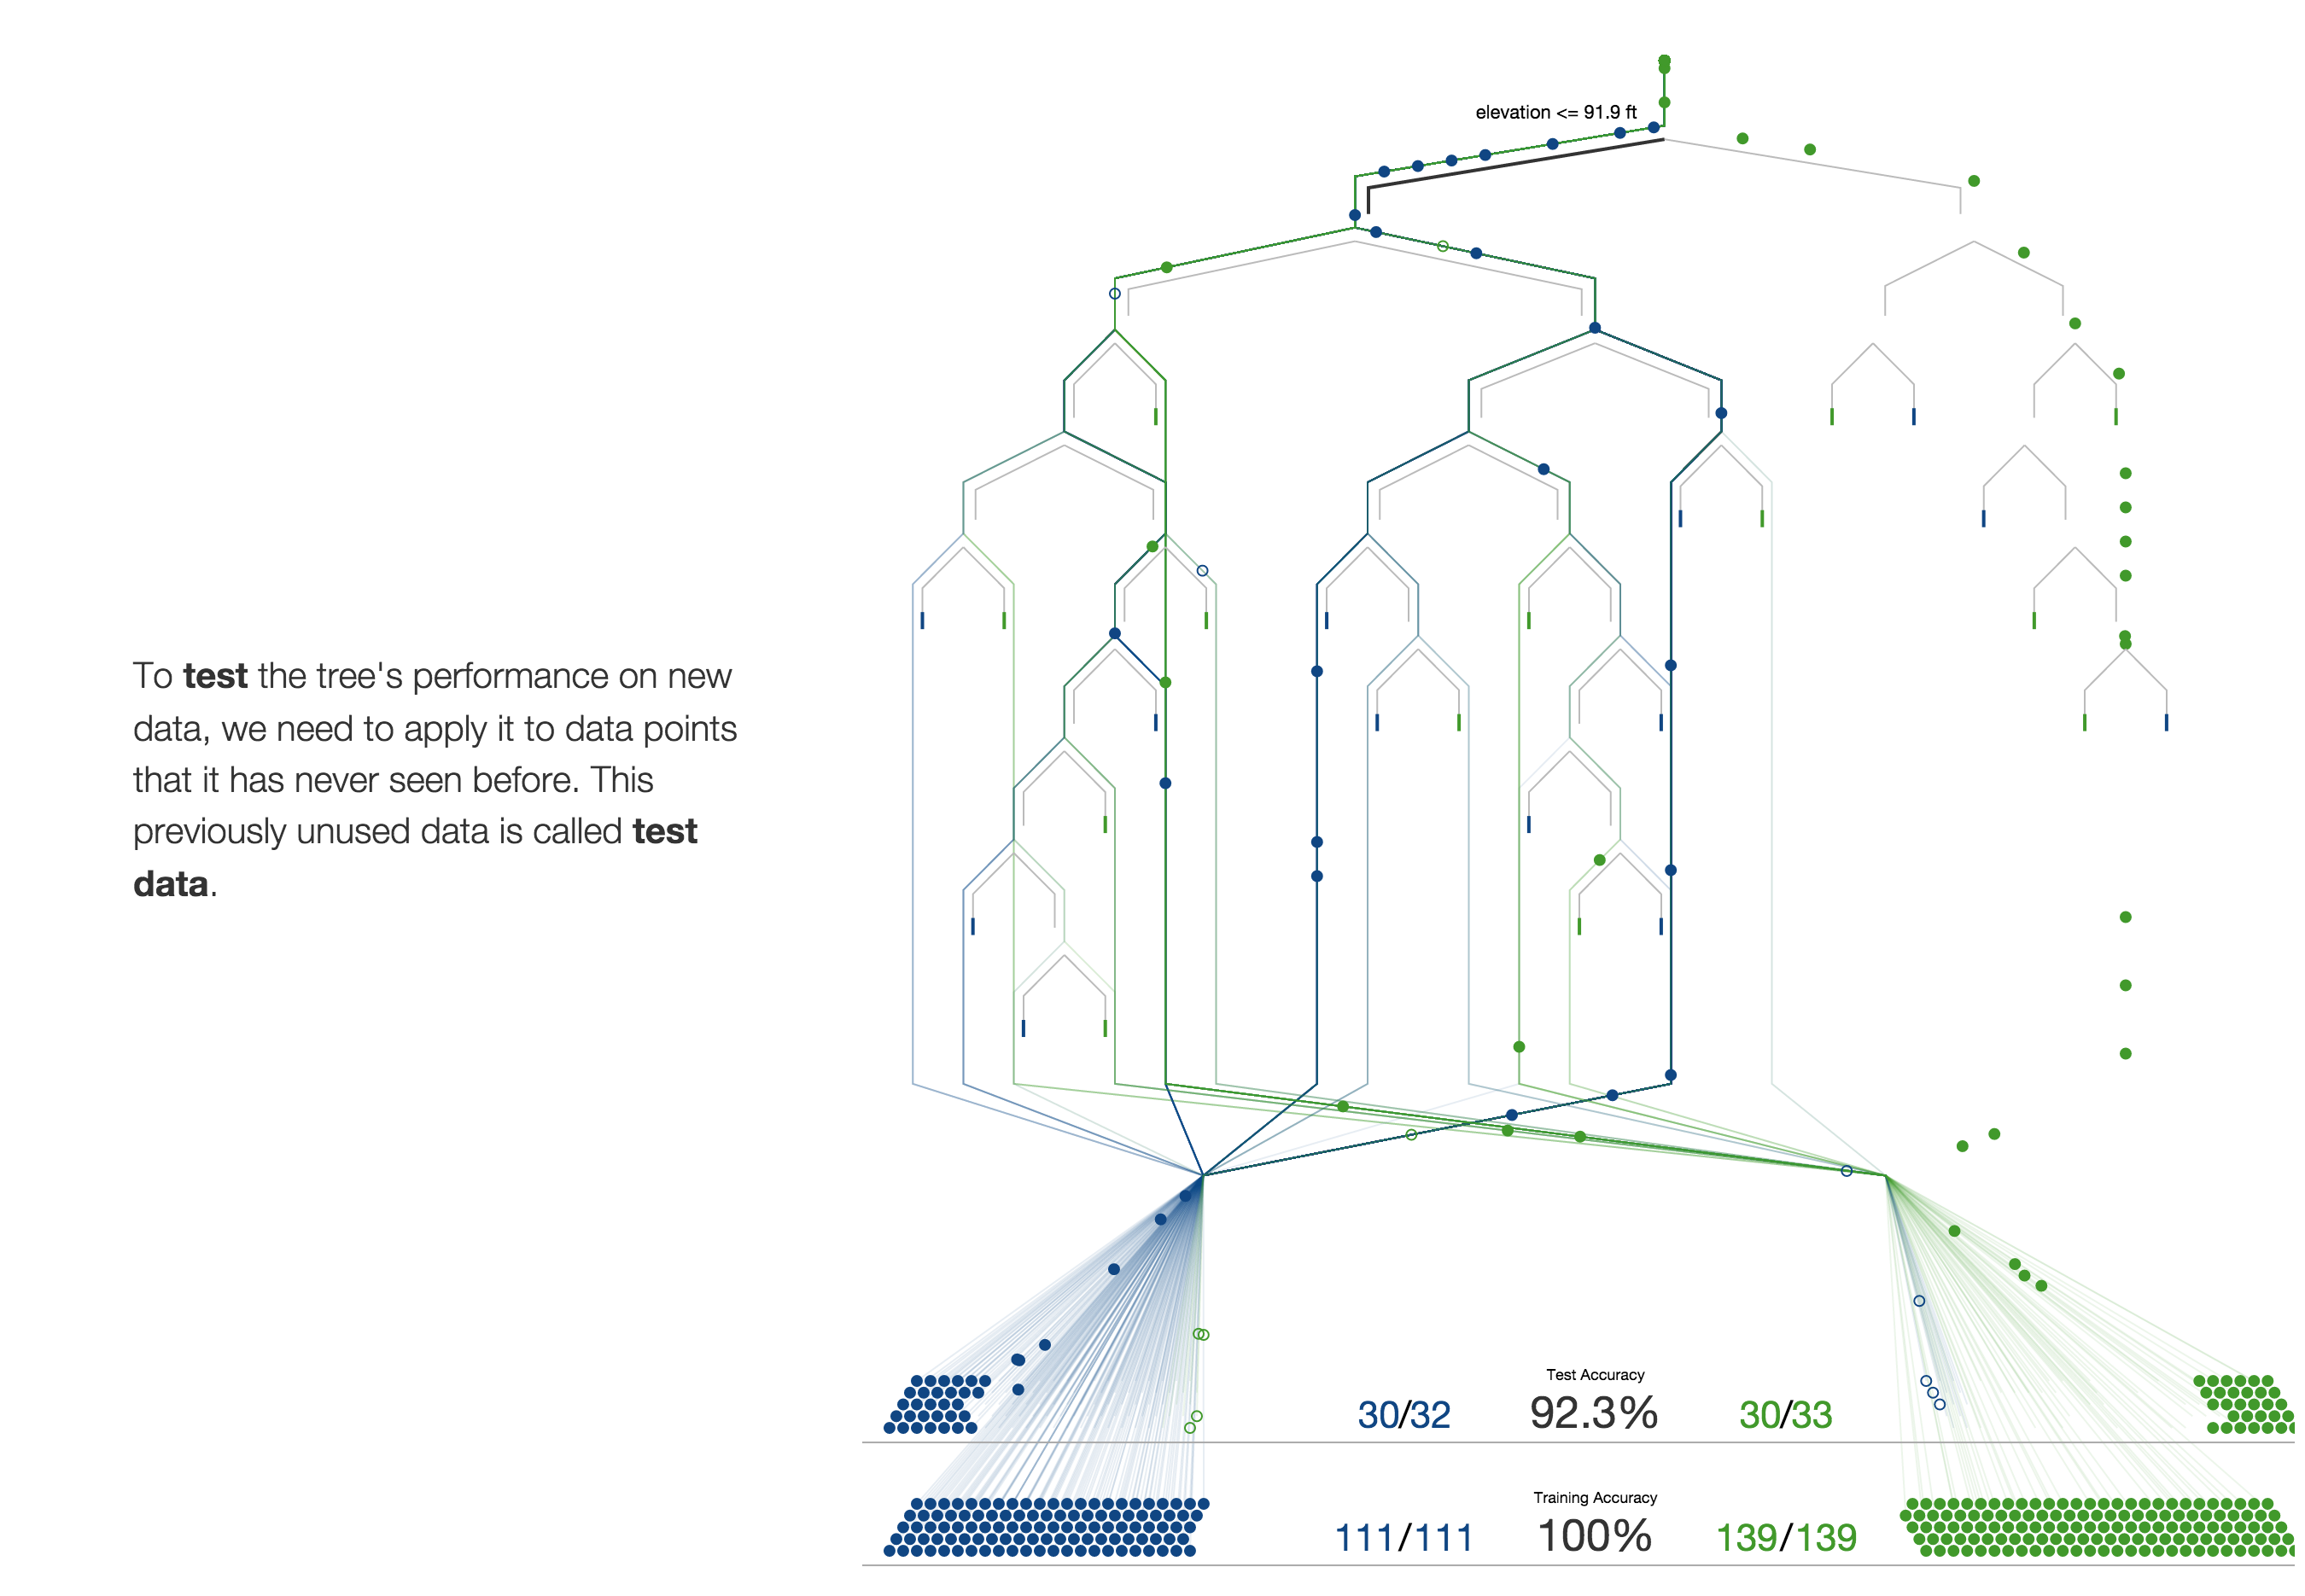 elevation <= 91.9 ft
To test the tree's performance on new
data, we need to apply it to data points
that it has never seen before. This
previously unused data is called test
data.
Test Accuracy
30/32 92.3% 30/33
Training Accuracy
111/111 100% 139/139